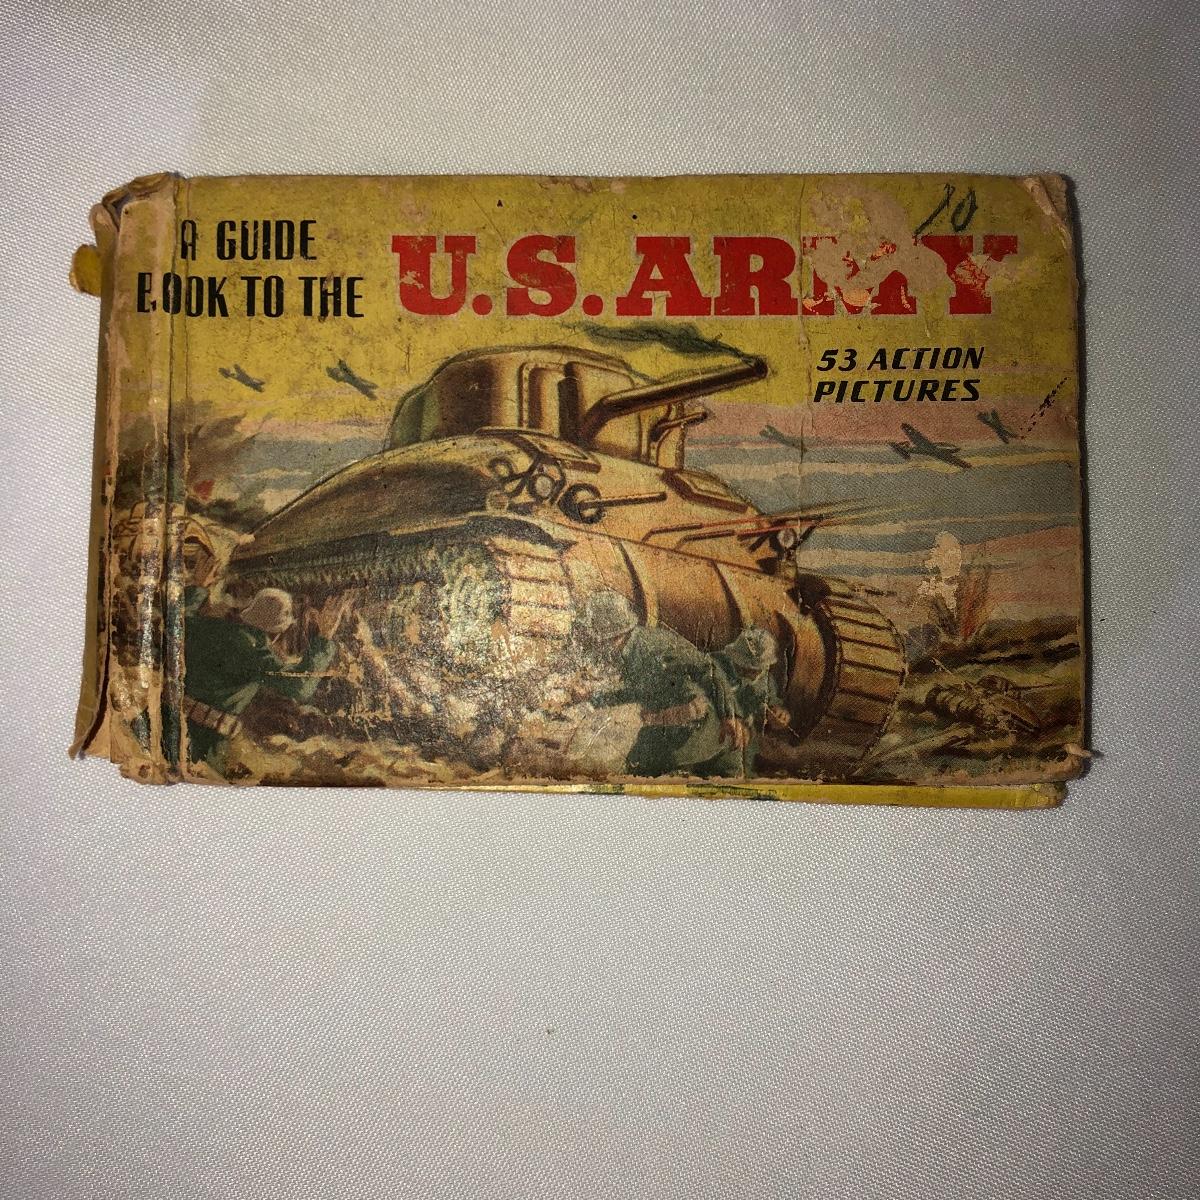 A GUIDE
BOOK TO THE
U.S. ARMY
53 ACTION
PICTURES